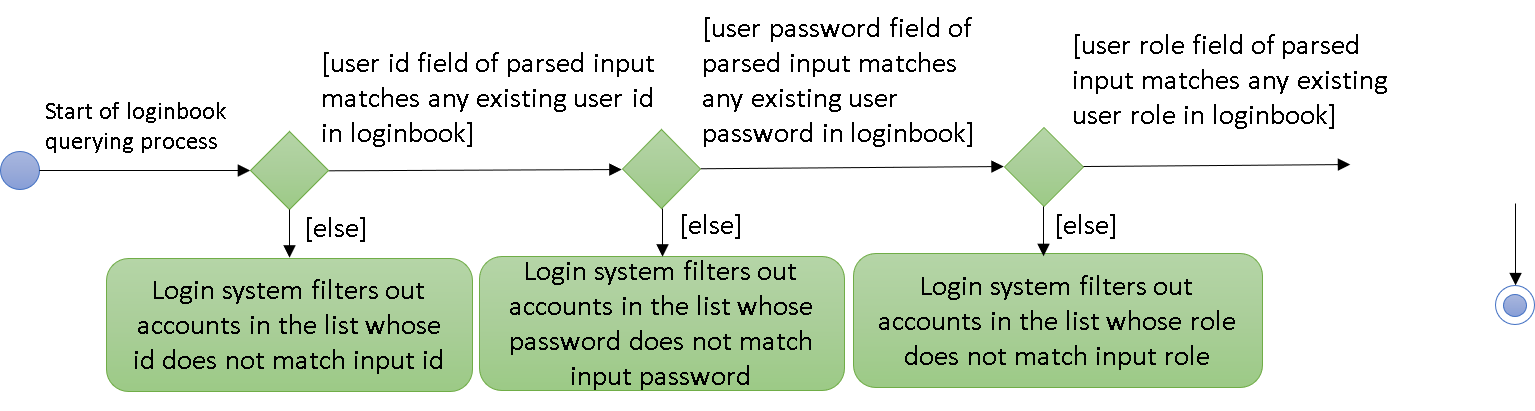 Start of loginbook
querying process
[user id field of parsed input
matches any existing user id
in loginbook]
[user password field of
parsed input matches
any existing user
password in loginbook]
[user role field of parsed
input matches any existing
user role in loginbook]
[else]
[else]
[else]
Login system filters out
accounts in the list whose
id does not match input id
Login system filters out
accounts in the list whose
password does not match
input password
Login system filters out
accounts in the list whose role
does not match input role